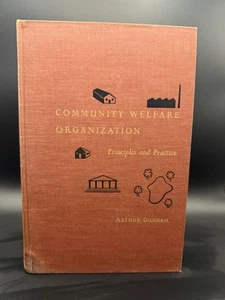 COMMUNITY WELFARE
ORGANIZATION
Principles and Practice
ARTHUR DUNHAM